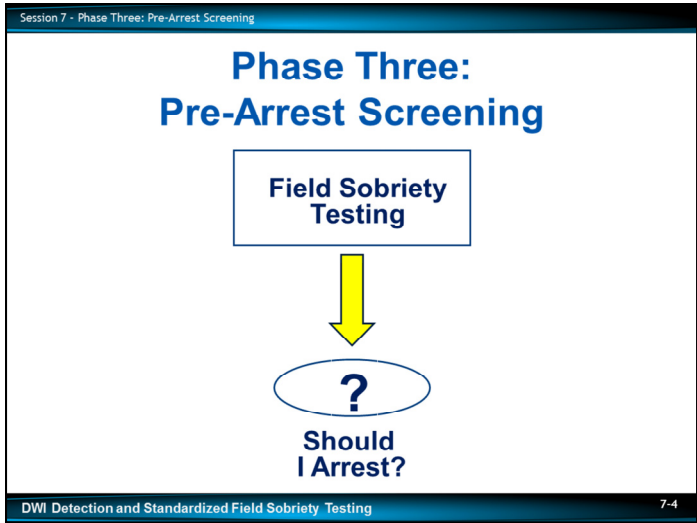 Session 7 - Phase Three: Pre-Arrest Screening
Phase Three:
Pre-Arrest Screening
Field Sobriety
Testing
?
Should
I Arrest?
DWI Detection and Standardized Field Sobriety Testing
7-4